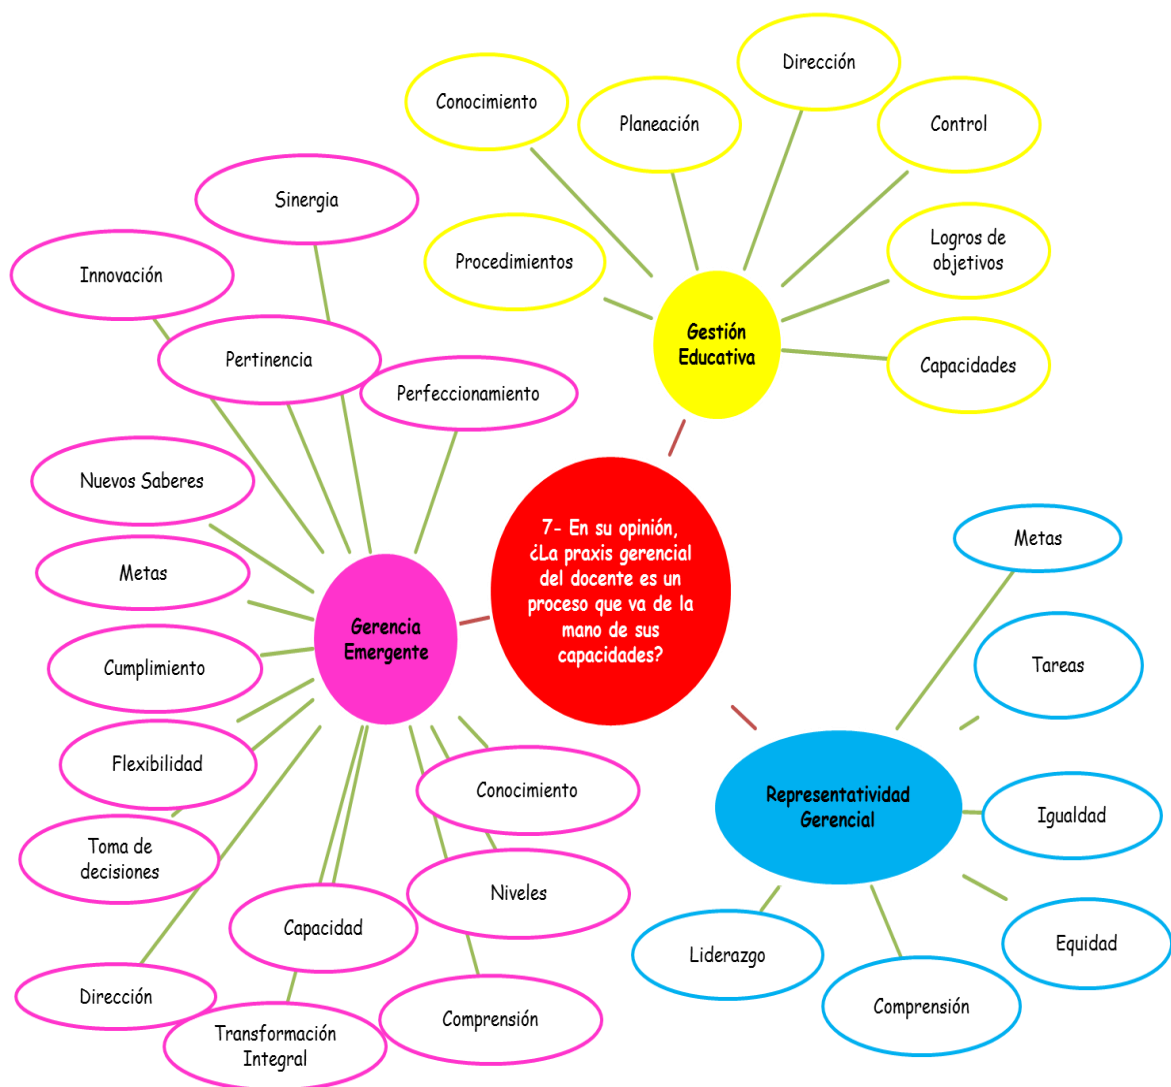 Dirección
Conocimiento
Planeación
Control
Sinergia
Logros de
objetivos
Procedimientos
Innovación
Gestión
Educativa
Pertinencia
Capacidades
Perfeccionamiento
Nuevos Saberes
7- En su opinión,
¿La praxis gerencial
del docente es un
proceso que va de la
mano de sus
capacidades?
Metas
Metas
Gerencia
Emergente
Cumplimiento
Tareas
Flexibilidad
Conocimiento
Representatividad
Gerencial
Igualdad
Toma de
decisiones
Niveles
Capacidad
Liderazgo
Equidad
Dirección
Comprensión
Comprensión
Transformación
Integral